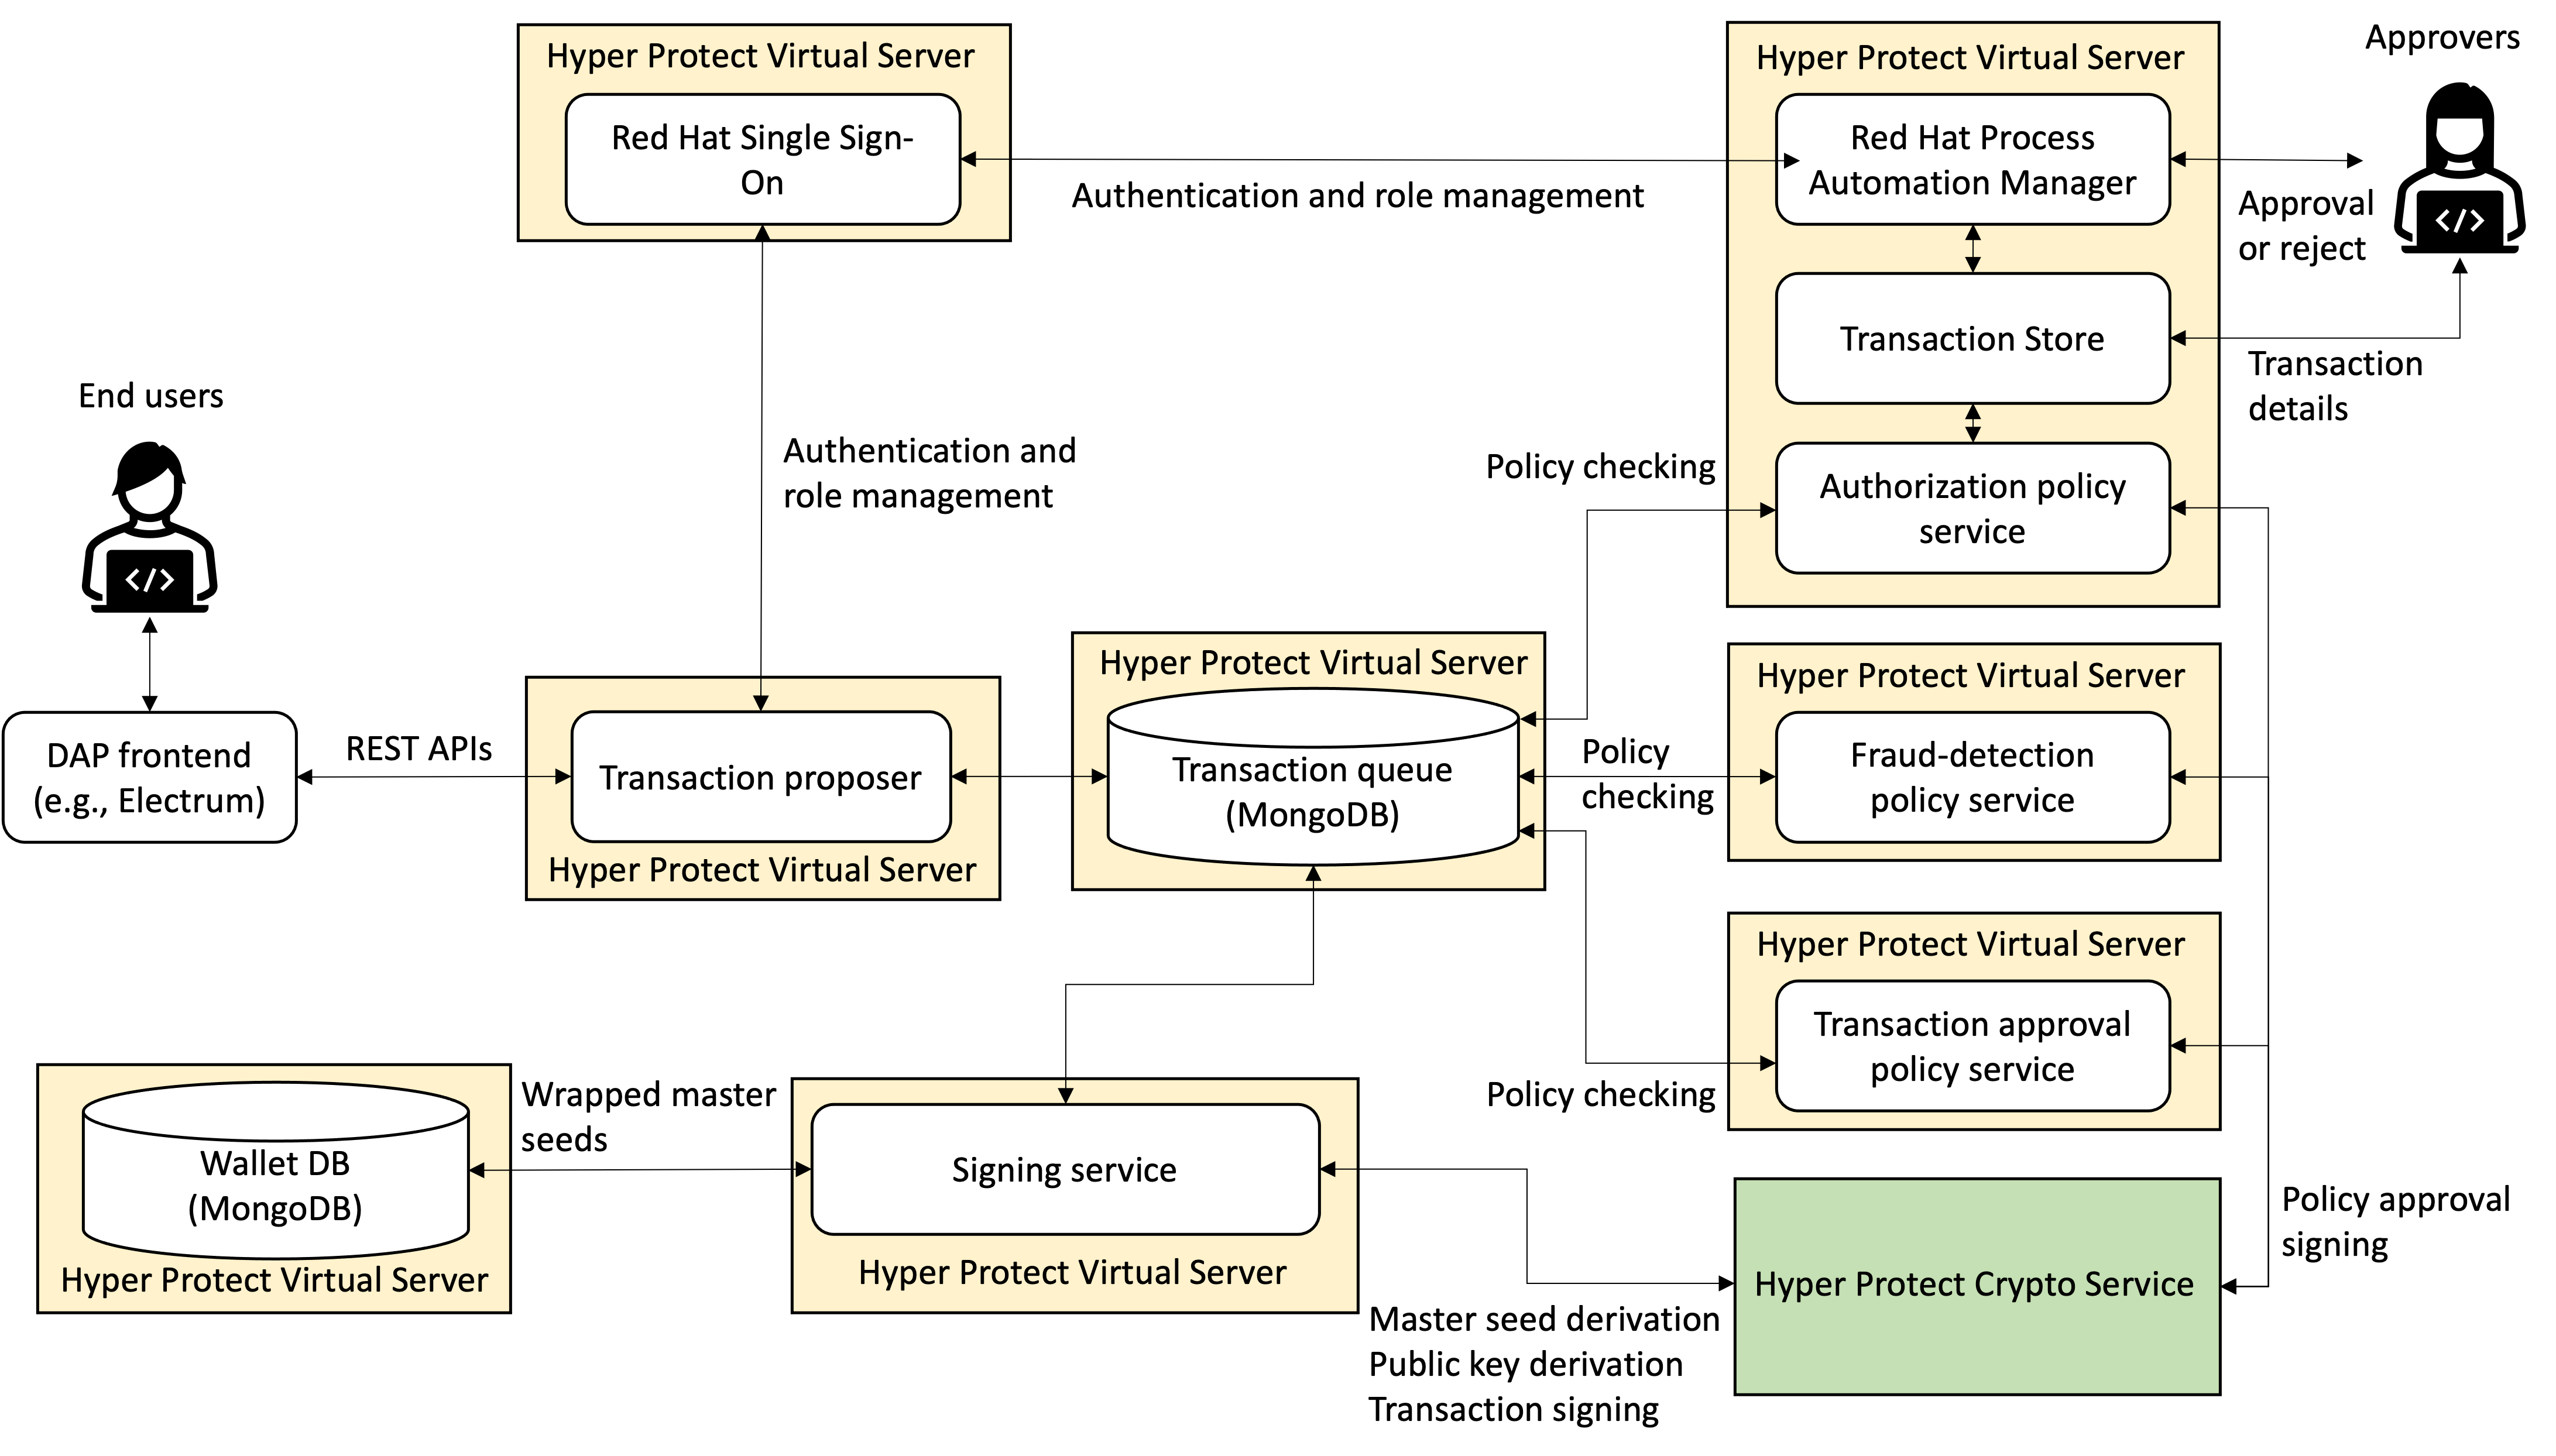 Hyper Protect Virtual Server
Red Hat Single Sign-
On
Hyper Protect Virtual Server
Red Hat Process
Automation Manager
Transaction Store
Authorization policy
service
Approvers
</>
Authentication and role management
Approval
or reject
Transaction
details
End users
</>
Authentication and
role management
Policy checking
DAP frontend
(e.g., Electrum)
REST APIs
Transaction proposer
Hyper Protect Virtual Server
Hyper Protect Virtual Server
Transaction queue
(MongoDB)
Policy
checking
Hyper Protect Virtual Server
Fraud-detection
policy service
Hyper Protect Virtual Server
Transaction approval
policy service
Policy checking
Wallet DB
(MongoDB)
Hyper Protect Virtual Server
Wrapped master
seeds
Signing service
Hyper Protect Virtual Server
Master seed derivation
Public key derivation
Transaction signing
Hyper Protect Crypto Service
Policy approval
signing